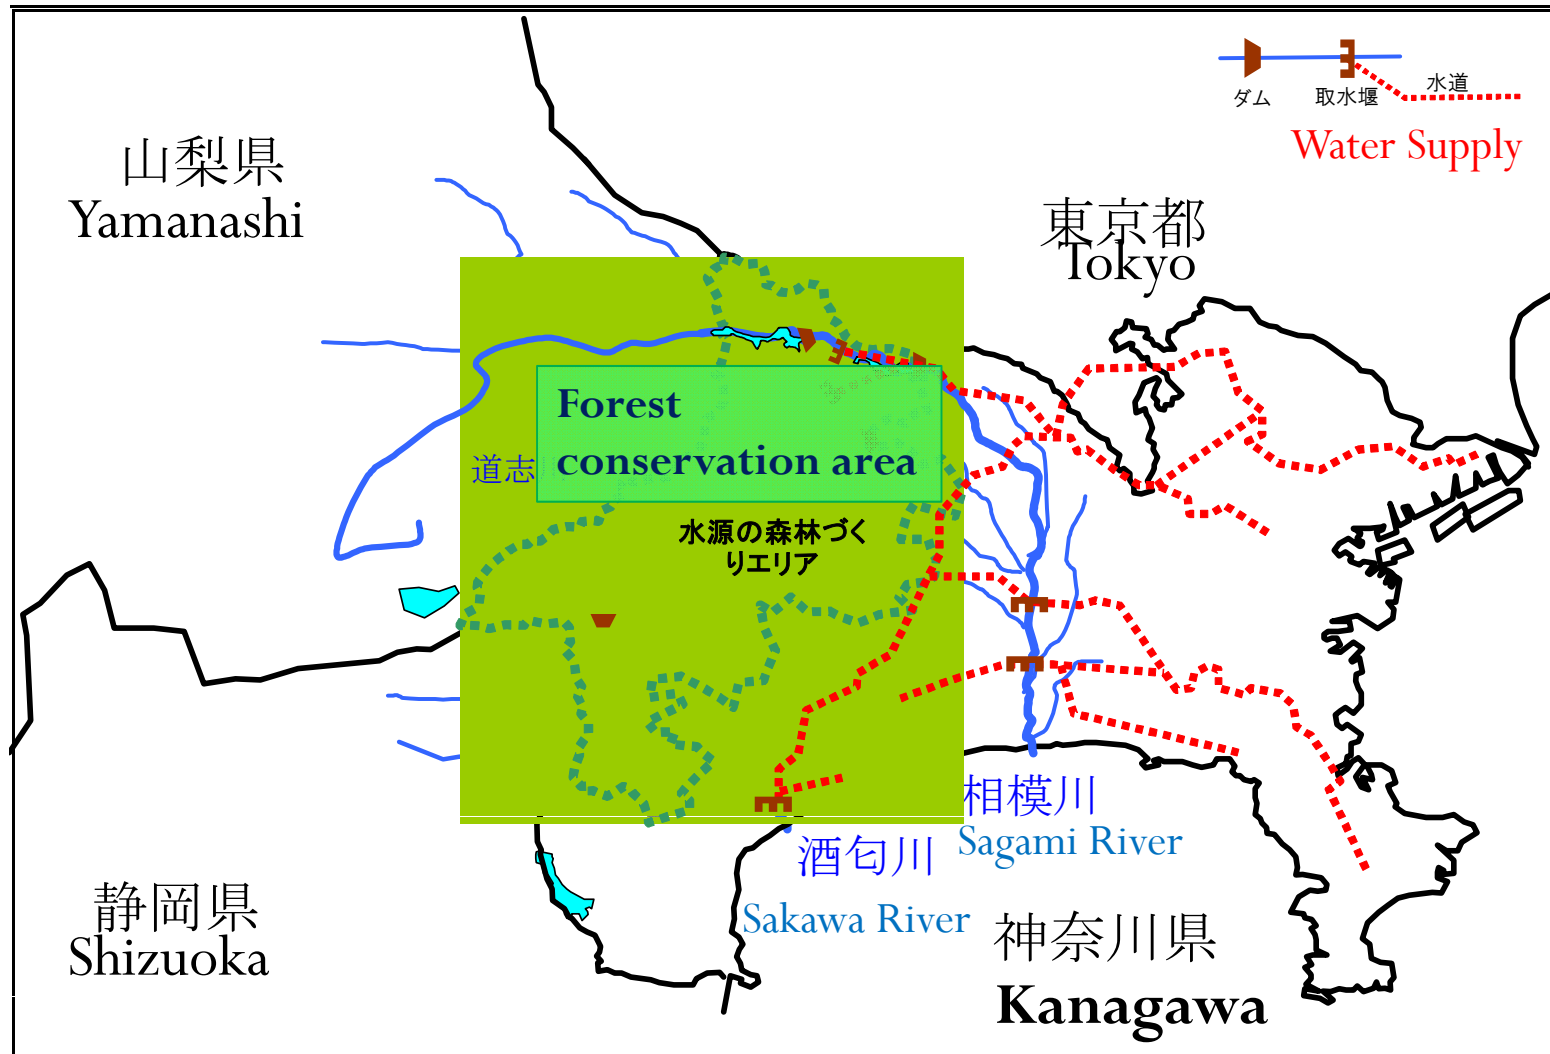 ダム
取水堰
水道
Water Supply
山梨県
Yamanashi
東京都
Tokyo
Forest
conservation area
道志
水源の森林づく
りエリア
相模川
Sagami River
酒匂川
Sakawa River
静岡県
Shizuoka
神奈川県
Kanagawa